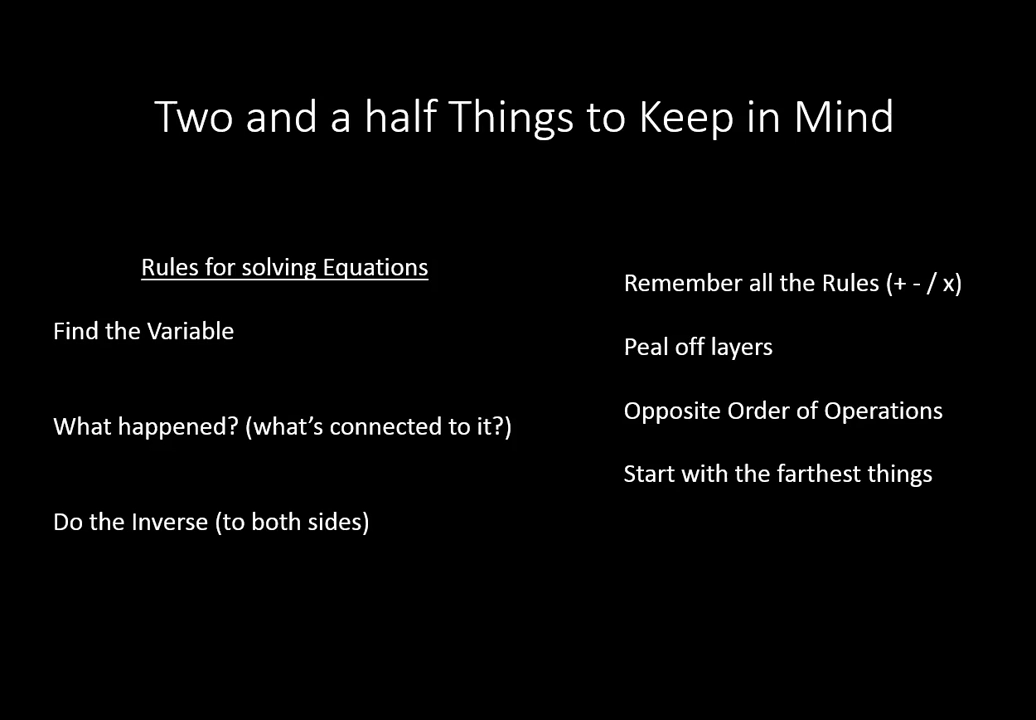 Two and a half Things to Keep in Mind
Rules for solving Equations
Find the Variable
What happened? (what’s connected to it?)
Do the Inverse (to both sides)
Remember all the Rules (+ - / x)
Peal off layers
Opposite Order of Operations
Start with the farthest things